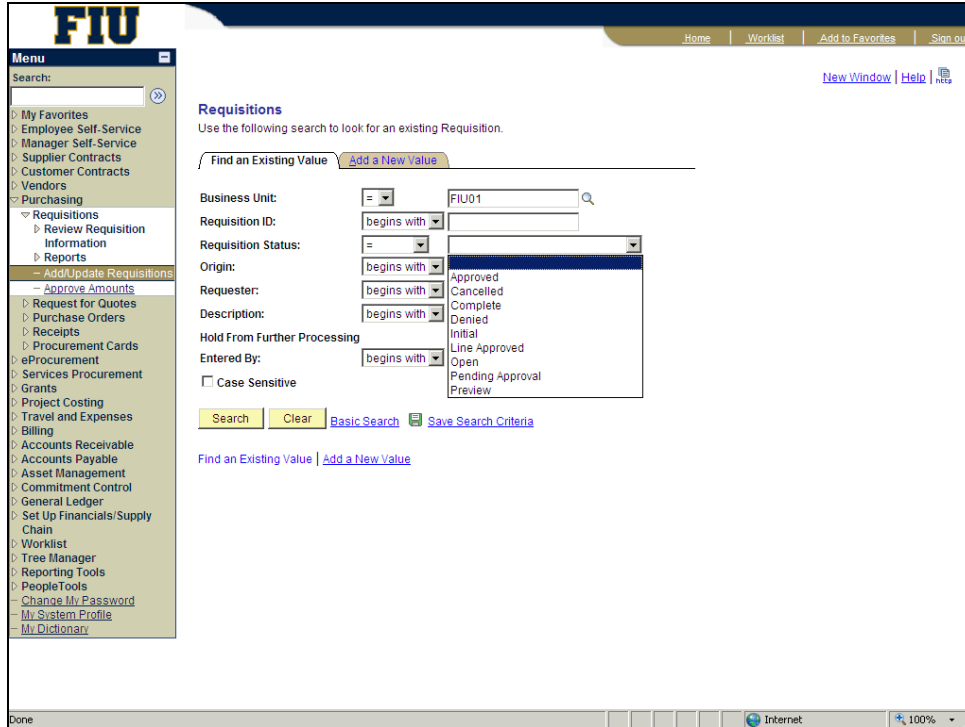 FIU
Home Worklist Add to Favorites Sign ou
Menu
Search:
New Window | Help | http
My Favorites
Employee Self-Service
Manager Self-Service
Supplier Contracts
Customer Contracts
Vendors
Purchasing
Requisitions
Review Requisition
Information
Reports
Add/Update Requisitions
Approve Amounts
Request for Quotes
Purchase Orders
Receipts
Procurement Cards
eProcurement
Services Procurement
Grants
Project Costing
Travel and Expenses
Billing
Accounts Receivable
Accounts Payable
Asset Management
Commitment Control
General Ledger
Set Up Financials/Supply
Chain
Worklist
Tree Manager
Reporting Tools
PeopleTools
Change My Password
My System Profile
My Dictionary
Requisitions
Use the following search to look for an existing Requisition.
Find an Existing Value Add a New Value
Business Unit: = FIU01
Requisition ID: begins with
Requisition Status: =
Origin: begins with
Requester: begins with
Description: begins with
Hold From Further Processing
Entered By: begins with
Case Sensitive
Approved
Cancelled
Complete
Denied
Initial
Line Approved
Open
Pending Approval
Preview
Search Clear Basic Search Save Search Criteria
Find an Existing Value | Add a New Value
Done Internet 100%